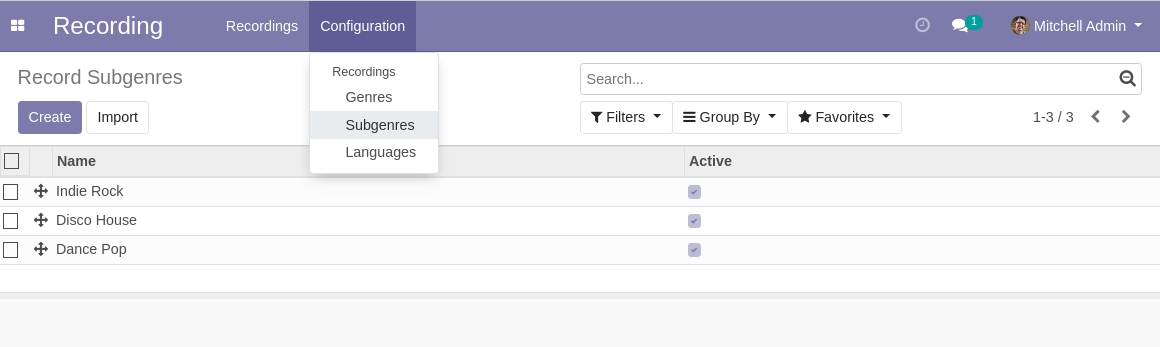 Recording Recordings Configuration 1 Mitchell Admin
Record Subgenres
Recordings
Genres
Subgenres
Languages
Search...
Create Import
Filters Group By Favorites 1-3 / 3
Name Active
Indie Rock
Disco House
Dance Pop